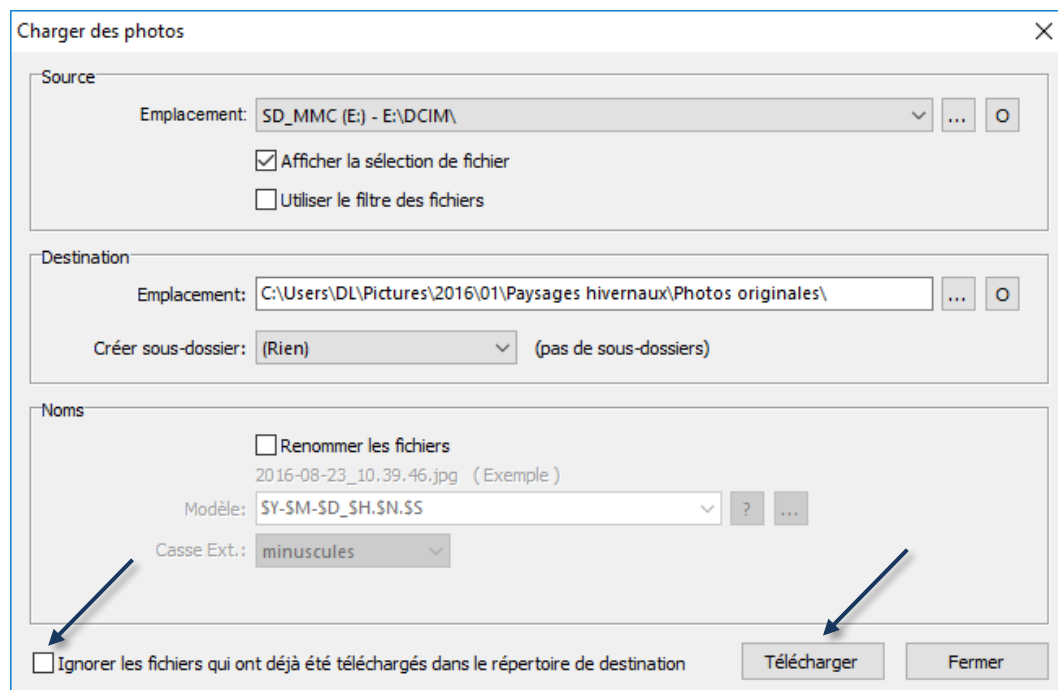 Charger des photos
Source
Emplacement: SD_MMC (E:) - E:\DCIM\ ... O
Afficher la sélection de fichier
Utiliser le filtre des fichiers
Destination
Emplacement: C:\Users\DL\Pictures\2016\01\Paysages hivernaux\Photos originales\ ... O
Créer sous-dossier: (Rien) (pas de sous-dossiers)
Noms
Renommer les fichiers
2016-08-23_10.39.46.jpg ( Exemple )
Modèle: $Y-$M-$D_$H.$N.$S ? ...
Casse Ext.: minuscules
Ignorer les fichiers qui ont déjà été téléchargés dans le répertoire de destination Télécharger Fermer